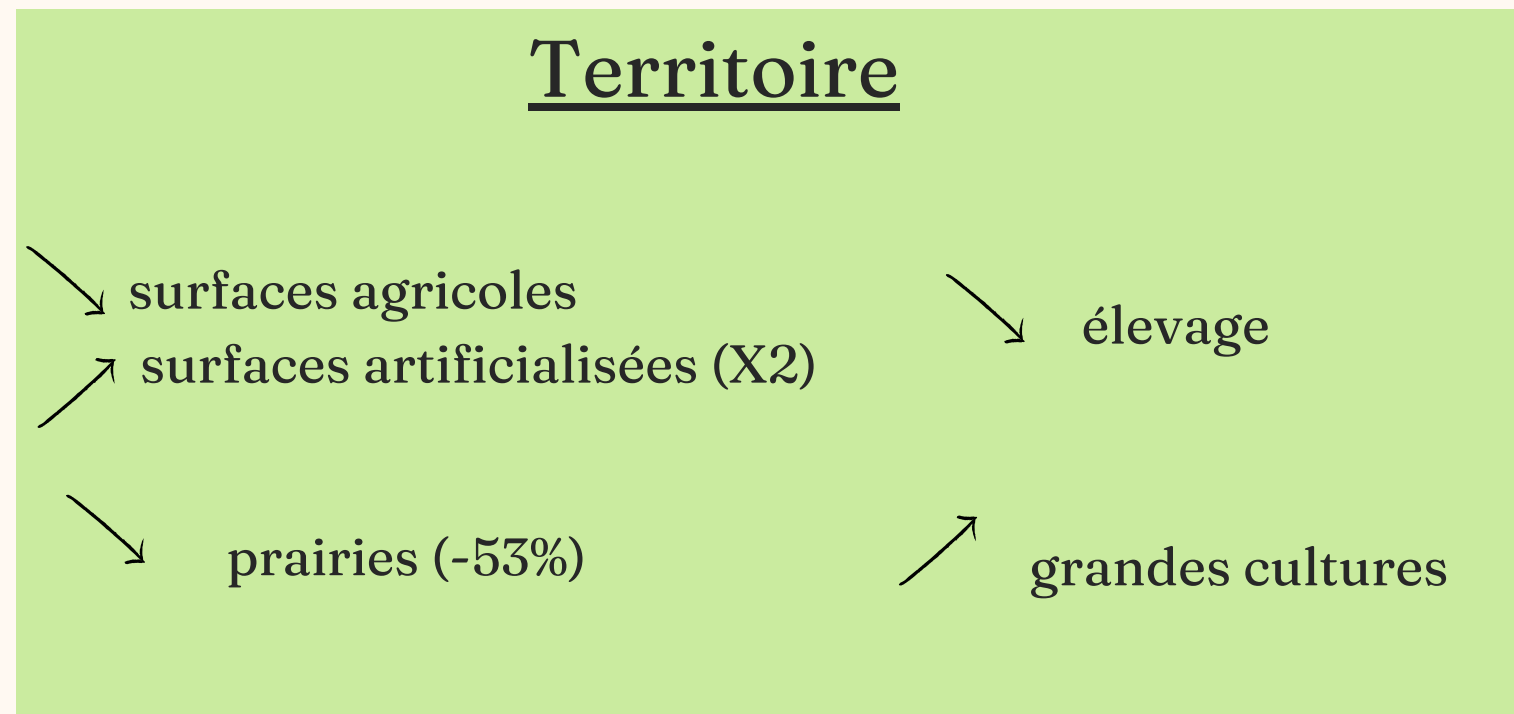 Territoire
surfaces agricoles
surfaces artificialisées (X2)
prairies (-53%)
élevage
grandes cultures